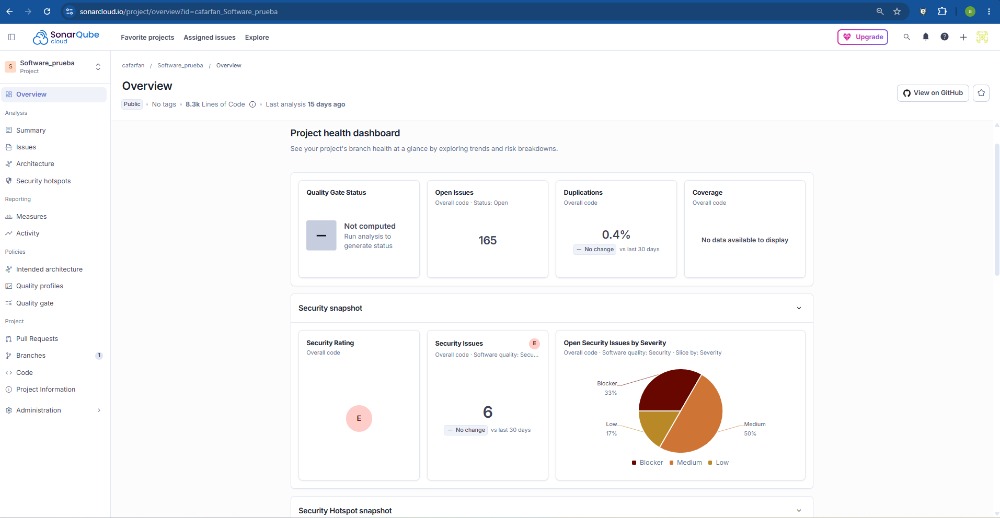 sonarcloud.io/project/overview?id=cafarfan_Software_prueba
a
SonarQube cloud
Favorite projects
Assigned issues
Explore
Upgrade
S
Software_prueba
Project
Overview
Analysis
Summary
Issues
Architecture
Security hotspots
Reporting
Measures
Activity
Policies
Intended architecture
Quality profiles
Quality gate
Project
Pull Requests
Branches 1
Code
Project Information
Administration
cafarfan / Software_prueba / Overview
Overview
Public • No tags • 8.3k Lines of Code • Last analysis 15 days ago
View on GitHub
Project health dashboard
See your project's branch health at a glance by exploring trends and risk breakdowns.
Quality Gate Status
Not computed
Run analysis to
generate status
Open Issues
Overall code · Status: Open
165
Duplications
Overall code
0.4%
No change vs last 30 days
Coverage
Overall code
No data available to display
Security snapshot
Security Rating
Overall code
E
Security Issues E
Overall code · Software quality: Secu...
6
No change vs last 30 days
Open Security Issues by Severity
Overall code · Software quality: Security · Slice by: Severity
Blocker
33%
Low
17%
Medium
50%
Blocker Medium Low
Security Hotspot snapshot